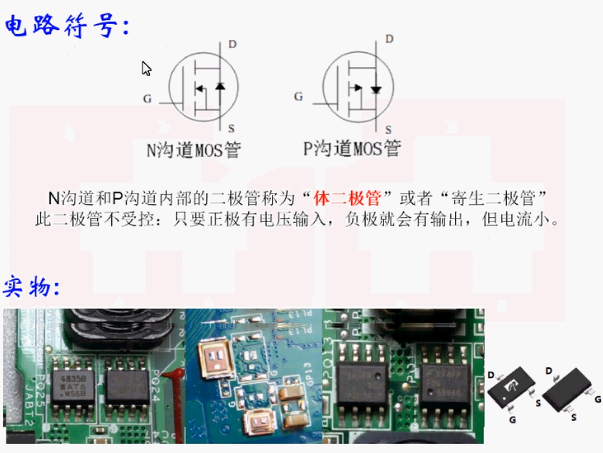 电路符号:
D
D
G
G
S
S
N沟道MOS管
P沟道MOS管
N沟道和P沟道内部的二极管称为“体二极管”或者“寄生二极管”
此二极管不受控：只要正极有电压输入，负极就会有输出，但电流小。
实物:
4835B
PQ24
G
G
D
S
G
D
S
G